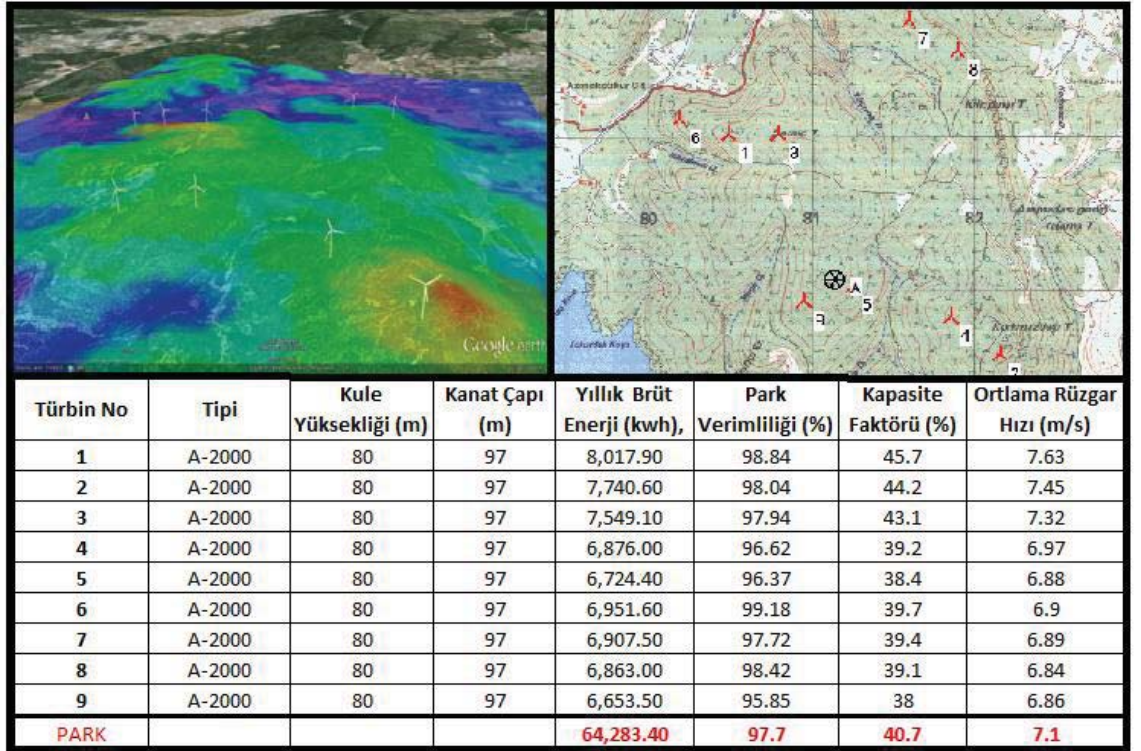 Google earth
7
8
6
1
3
80
81
82
A
5
9
4
Türbin No Tipi Kule Yüksekliği (m) Kanat Çapı (m) Yıllık Brüt Enerji (kwh), Park Verimliliği (%) Kapasite Faktörü (%) Ortlama Rüzgar Hızı (m/s)
1 A-2000 80 97 8,017.90 98.84 45.7 7.63
2 A-2000 80 97 7,740.60 98.04 44.2 7.45
3 A-2000 80 97 7,549.10 97.94 43.1 7.32
4 A-2000 80 97 6,876.00 96.62 39.2 6.97
5 A-2000 80 97 6,724.40 96.37 38.4 6.88
6 A-2000 80 97 6,951.60 99.18 39.7 6.9
7 A-2000 80 97 6,907.50 97.72 39.4 6.89
8 A-2000 80 97 6,863.00 98.42 39.1 6.84
9 A-2000 80 97 6,653.50 95.85 38 6.86
PARK 64,283.40 97.7 40.7 7.1